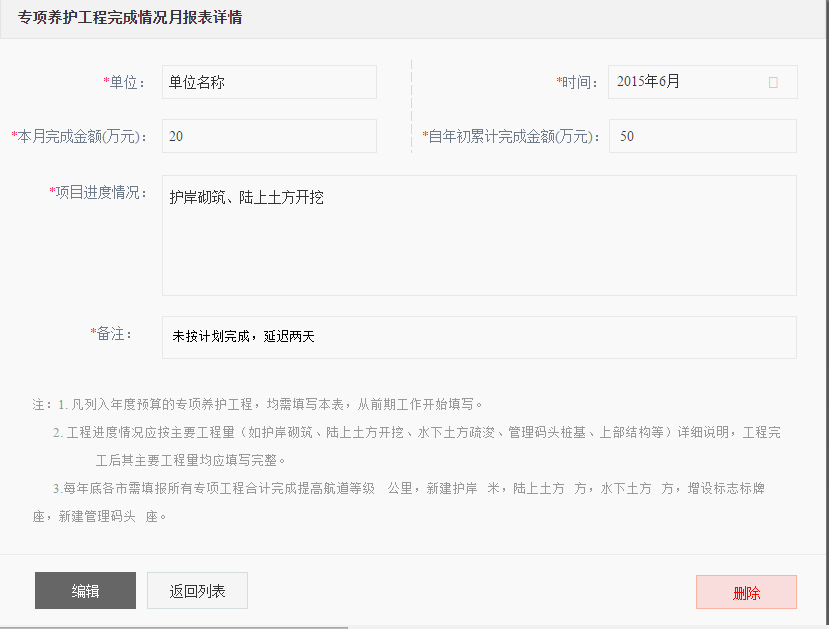 专项养护工程完成情况月报表详情
*单位： 单位名称 *时间： 2015年6月
*本月完成金额(万元)： 20 *自年初累计完成金额(万元)： 50
*项目进度情况： 护岸砌筑、陆上土方开挖
*备注： 未按计划完成，延迟两天
注：1. 凡列入年度预算的专项养护工程，均需填写本表，从前期工作开始填写。
2. 工程进度情况应按主要工程量（如护岸砌筑、陆上土方开挖、水下土方疏浚、管理码头桩基、上部结构等）详细说明，工程完
工后其主要工程量均应填写完整。
3.每年底各市需填报所有专项工程合计完成提高航道等级 公里，新建护岸 米，陆上土方 方，水下土方 方，增设标志标牌
座，新建管理码头 座。
编辑 返回列表 删除